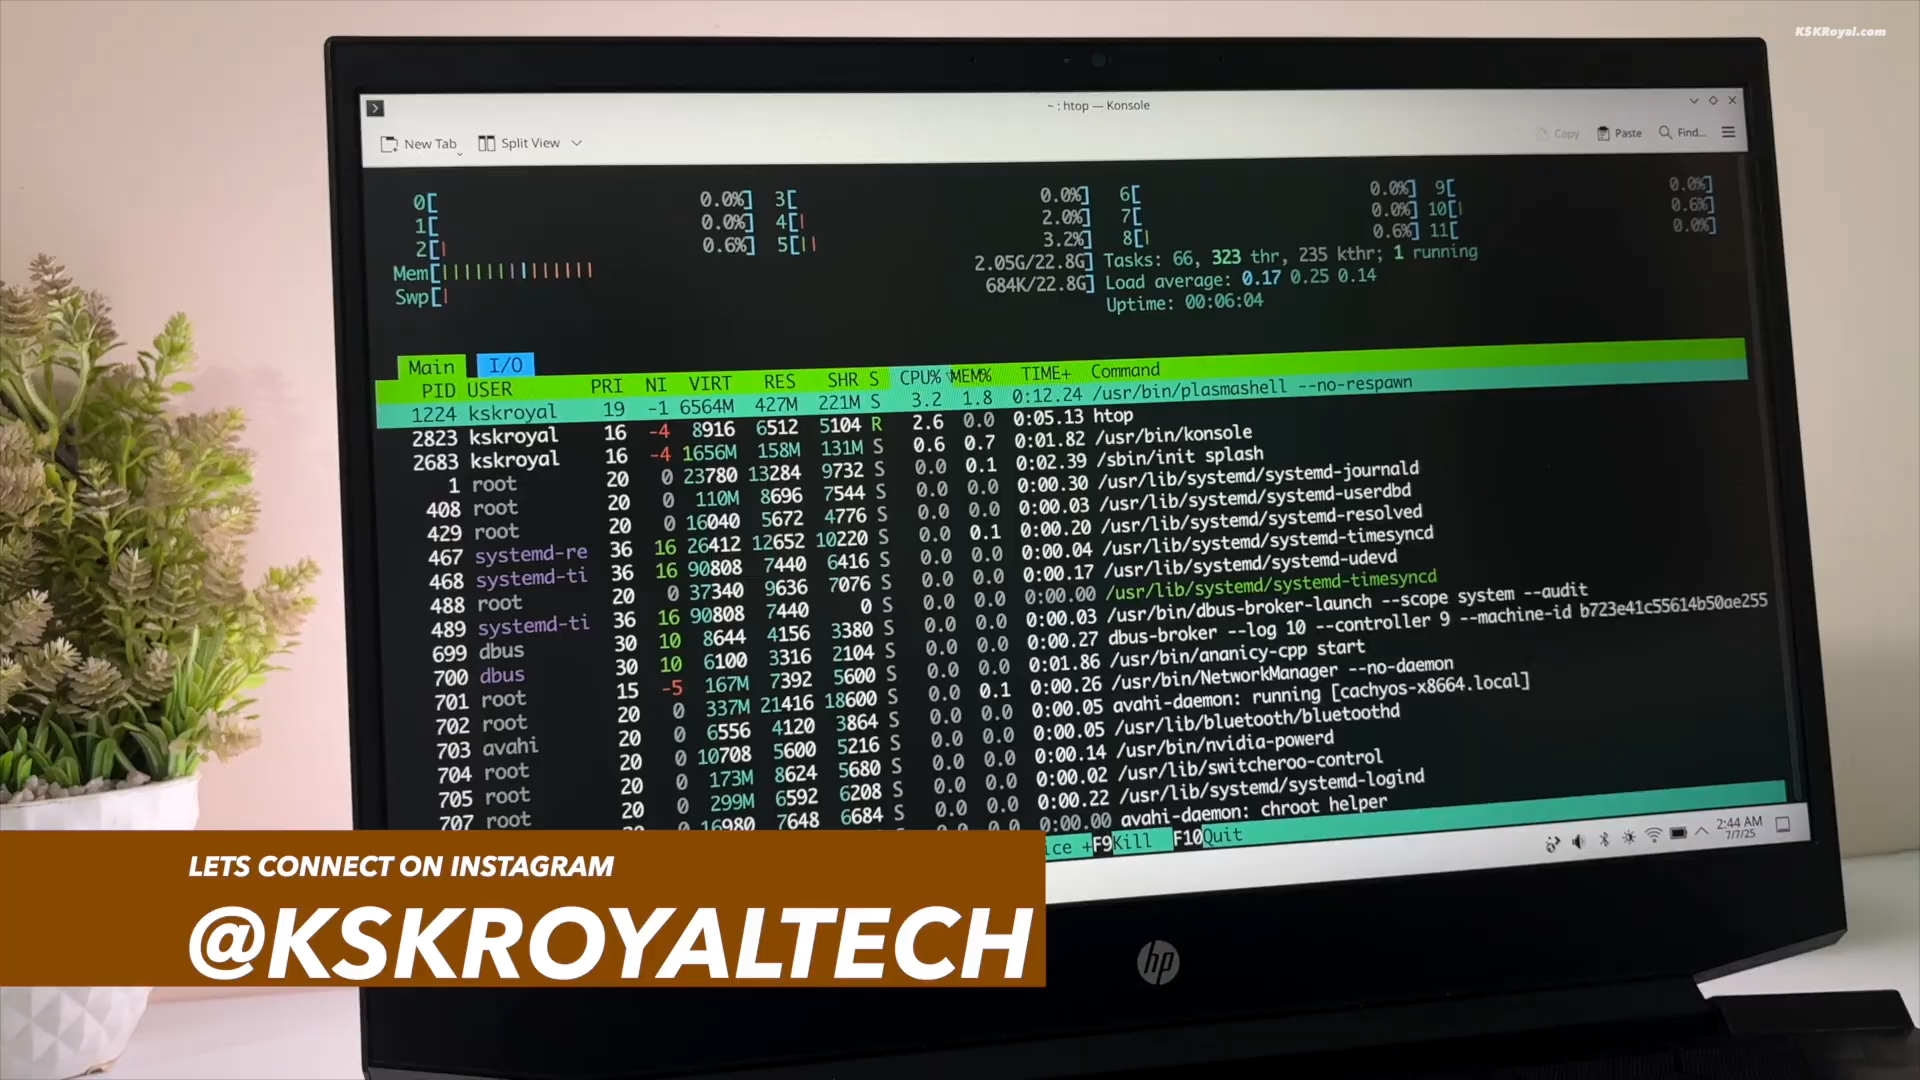 K$KRoyal.com
~ : htop — Konsole
New Tab Split View Copy Paste Find...
0[ 0.0%] 3[ 0.0%] 6[ 0.0%] 9[ 0.0%]
1[ 0.0%] 4[ 2.0%] 7[ 0.0%] 10[ 0.6%]
2[ 0.6%] 5[ 3.2%] 8[ 0.6%] 11[ 0.0%]
Mem[ 2.05G/22.8G] Tasks: 66, 323 thr, 235 kthr; 1 running
Swp[ 684K/22.8G] Load average: 0.17 0.25 0.14
Uptime: 00:06:04
Main I/O
PID USER PRI NI VIRT RES SHR S CPU% MEM% TIME+ Command
1224 kskroyal 19 -1 6564M 427M 221M S 3.2 1.8 0:12.24 /usr/bin/plasmashell --no-respawn
2823 kskroyal 16 -4 8916 6512 5104 R 2.6 0.0 0:05.13 htop
2683 kskroyal 16 -4 1656M 158M 131M S 0.6 0.7 0:01.82 /usr/bin/konsole
1 root 20 0 23780 13284 9732 S 0.0 0.1 0:02.39 /sbin/init splash
408 root 20 0 110M 8696 7544 S 0.0 0.0 0:00.30 /usr/lib/systemd/systemd-journald
429 root 20 0 16040 5672 4776 S 0.0 0.0 0:00.03 /usr/lib/systemd/systemd-userdbd
467 systemd-re 36 16 26412 12652 10220 S 0.0 0.1 0:00.20 /usr/lib/systemd/systemd-resolved
468 systemd-ti 36 16 90808 7440 6416 S 0.0 0.0 0:00.04 /usr/lib/systemd/systemd-timesyncd
488 root 20 0 37340 9636 7076 S 0.0 0.0 0:00.17 /usr/lib/systemd/systemd-udevd
489 systemd-ti 36 16 90808 7440 0 S 0.0 0.0 0:00.00 /usr/lib/systemd/systemd-timesyncd
699 dbus 30 10 8644 4156 3380 S 0.0 0.0 0:00.03 /usr/bin/dbus-broker-launch --scope system --audit
700 dbus 30 10 6100 3316 2104 S 0.0 0.0 0:00.27 dbus-broker --log 10 --controller 9 --machine-id b723e41c55614b50ae255
701 root 15 -5 167M 7392 5600 S 0.0 0.0 0:01.86 /usr/bin/ananicy-cpp start
702 root 20 0 337M 21416 18600 S 0.0 0.1 0:00.26 /usr/bin/NetworkManager --no-daemon
703 avahi 20 0 6556 4120 3864 S 0.0 0.0 0:00.05 avahi-daemon: running [cachyos-x8664.local]
704 root 20 0 10708 5600 5216 S 0.0 0.0 0:00.05 /usr/lib/bluetooth/bluetoothd
705 root 20 0 173M 8624 5680 S 0.0 0.0 0:00.14 /usr/bin/nvidia-powerd
707 root 20 0 299M 6592 6208 S 0.0 0.0 0:00.02 /usr/lib/switcheroo-control
16980 7648 6684 S 0.0 0.0 0:00.22 /usr/lib/systemd/systemd-logind
0:00.00 avahi-daemon: chroot helper
ice +F9Kill F10Quit
2:44 AM
7/7/25
LETS CONNECT ON INSTAGRAM
@KSKROYALTECH
hp